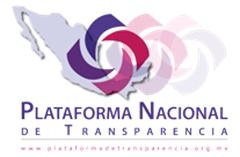 PLATAFORMA NACIONAL
DE TRANSPARENCIA
www.plataformadetransparencia.org.mx